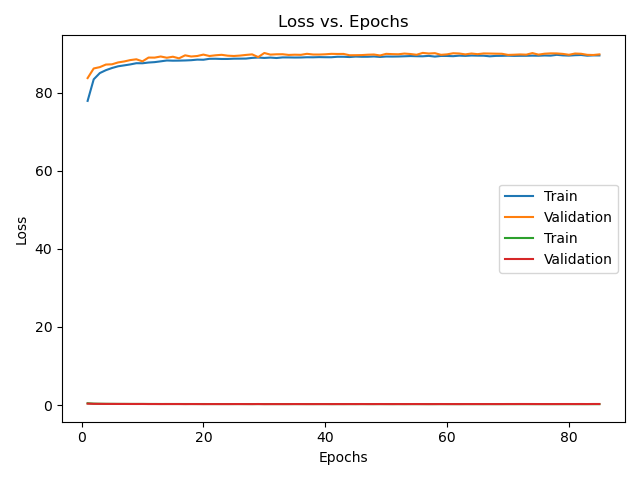 Loss vs. Epochs
Loss
80
60
40
20
0
Train
Validation
Train
Validation
0 20 40 60 80
Epochs